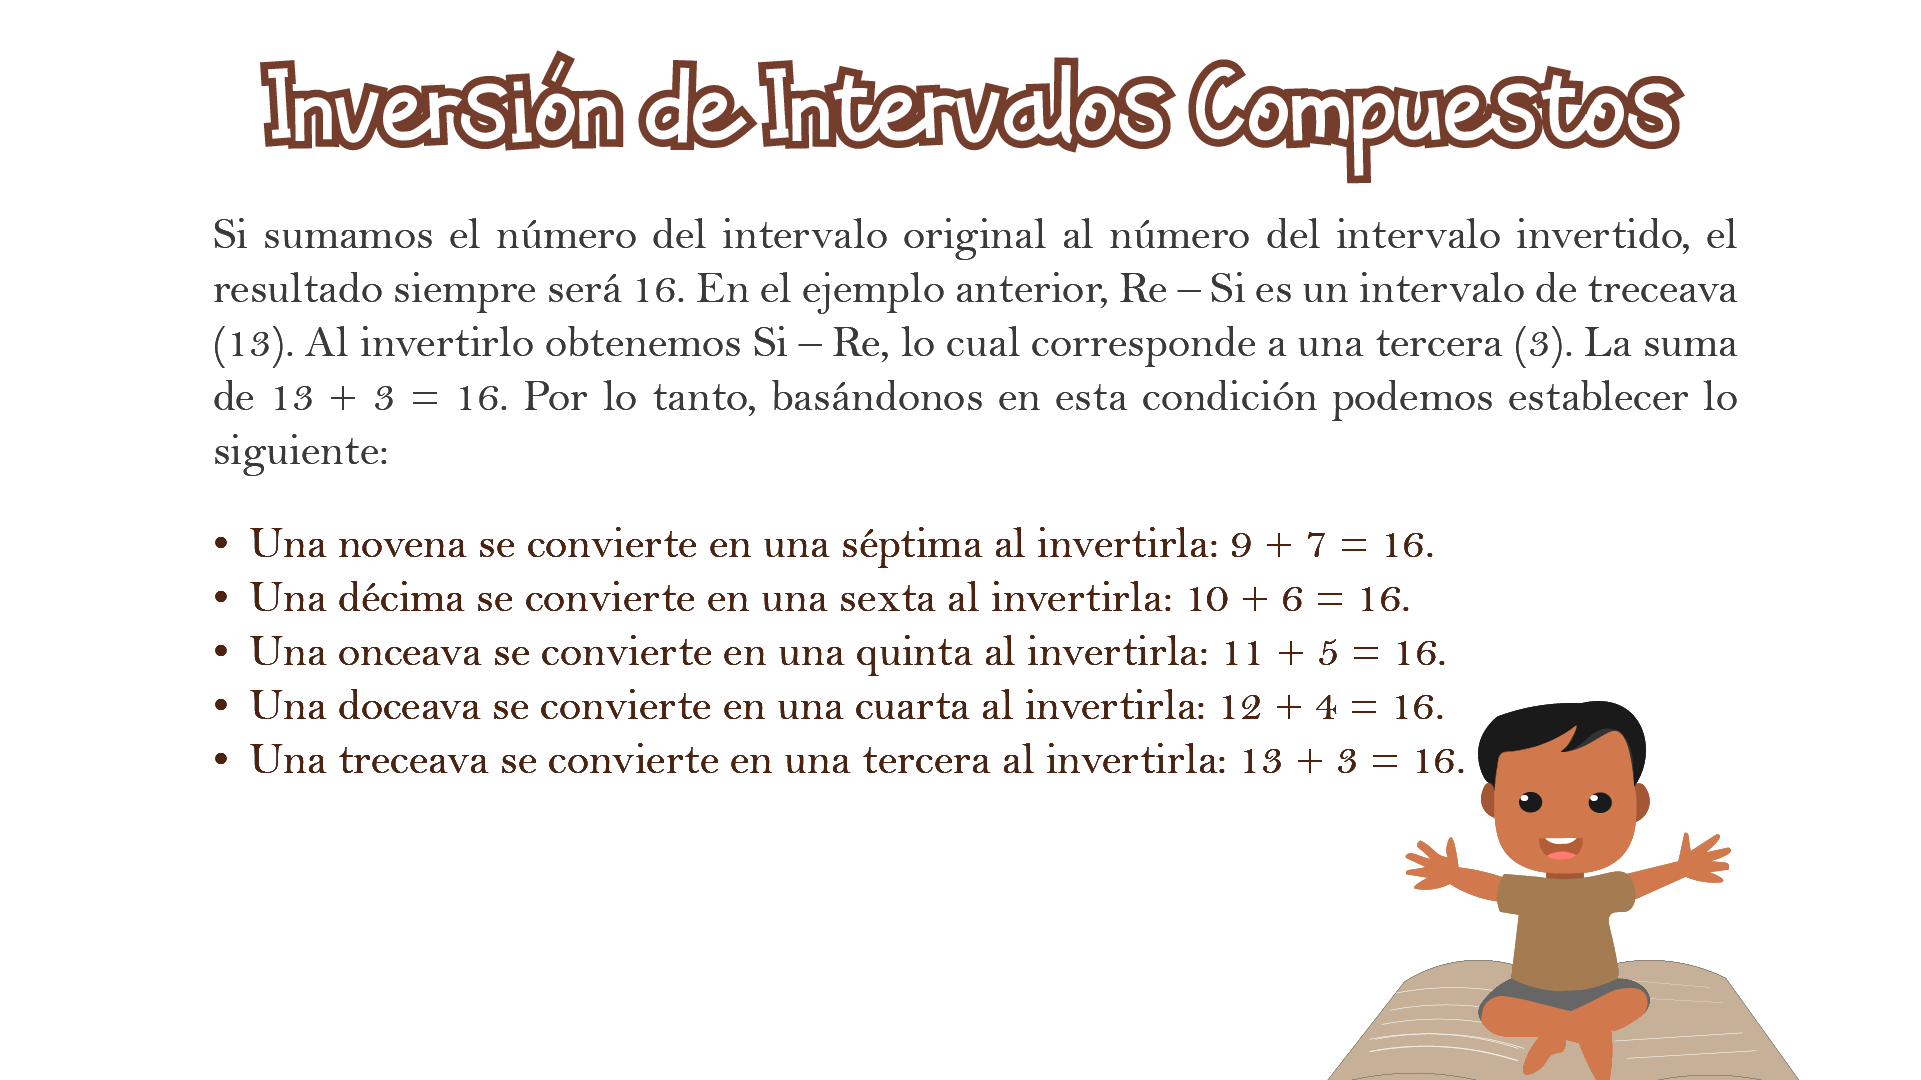 Inversión de Intervalos Compuestos
Si sumamos el número del intervalo original al número del intervalo invertido, el
resultado siempre será 16. En el ejemplo anterior, Re – Si es un intervalo de treceava
(13). Al invertirlo obtenemos Si – Re, lo cual corresponde a una tercera (3). La suma
de 13 + 3 = 16. Por lo tanto, basándonos en esta condición podemos establecer lo
siguiente:
• Una novena se convierte en una séptima al invertirla: 9 + 7 = 16.
• Una décima se convierte en una sexta al invertirla: 10 + 6 = 16.
• Una onceava se convierte en una quinta al invertirla: 11 + 5 = 16.
• Una doceava se convierte en una cuarta al invertirla: 12 + 4 = 16.
• Una treceava se convierte en una tercera al invertirla: 13 + 3 = 16.